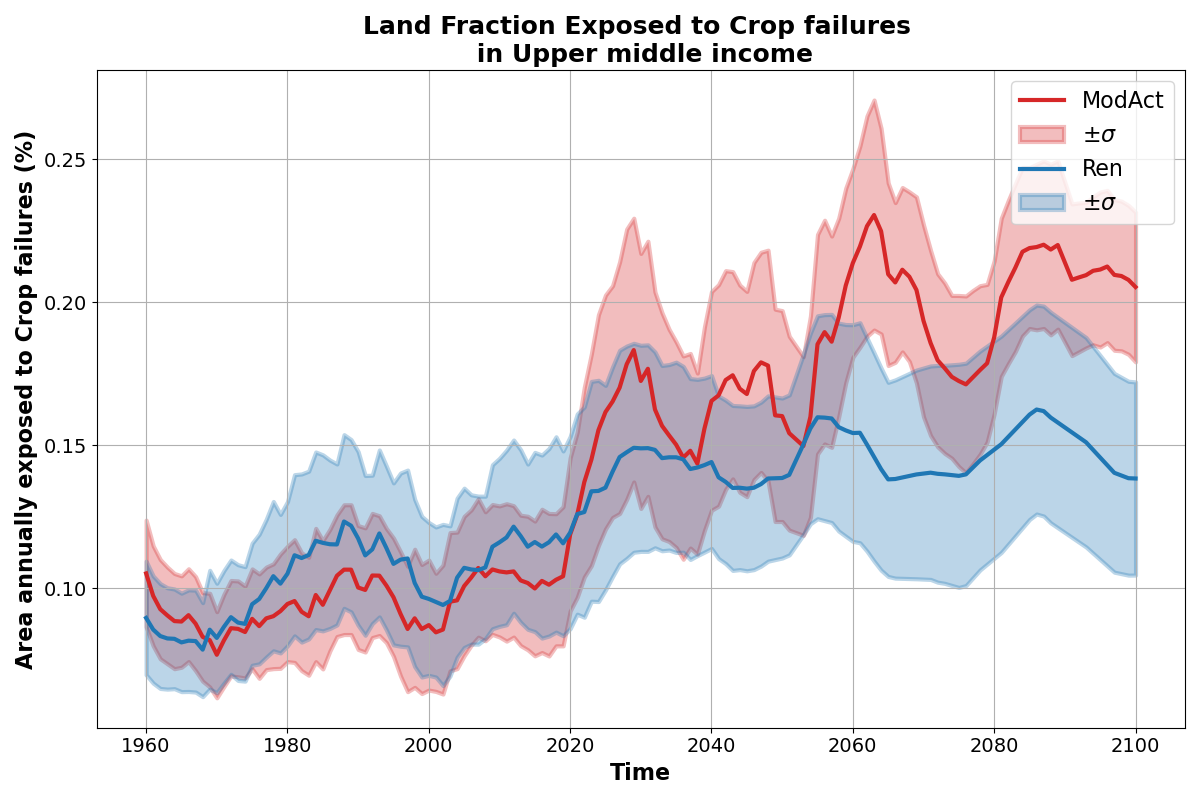 Land Fraction Exposed to Crop failures
in Upper middle income
Area annually exposed to Crop failures (%)
0.25
0.20
0.15
0.10
ModAct
±σ
Ren
±σ
1960
1980
2000
2020
2040
2060
2080
2100
Time